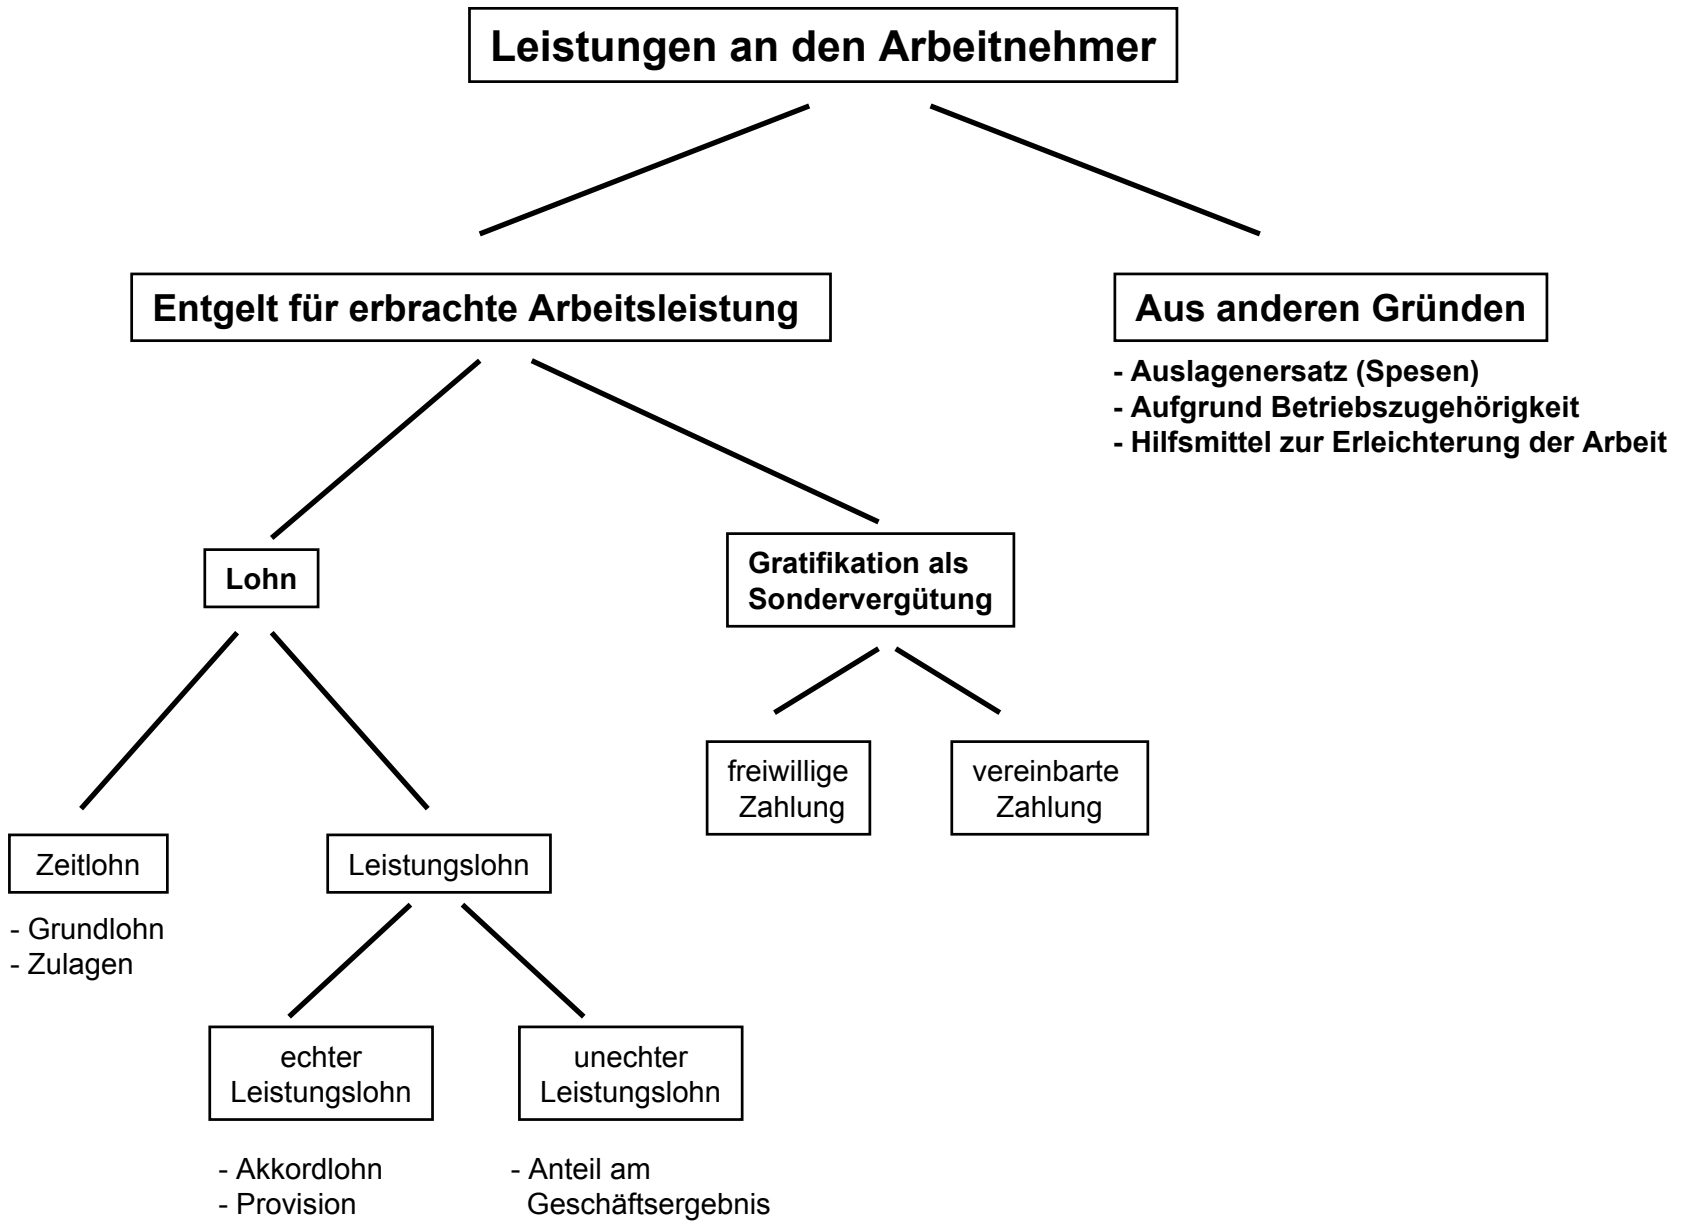 Leistungen an den Arbeitnehmer
Entgelt für erbrachte Arbeitsleistung
Aus anderen Gründen
- Auslagenersatz (Spesen)
- Aufgrund Betriebszugehörigkeit
- Hilfsmittel zur Erleichterung der Arbeit
Lohn
Gratifikation als
Sondervergütung
freiwillige
Zahlung
vereinbarte
Zahlung
Zeitlohn
- Grundlohn
- Zulagen
Leistungslohn
echter
Leistungslohn
- Akkordlohn
- Provision
unechter
Leistungslohn
- Anteil am
Geschäftsergebnis